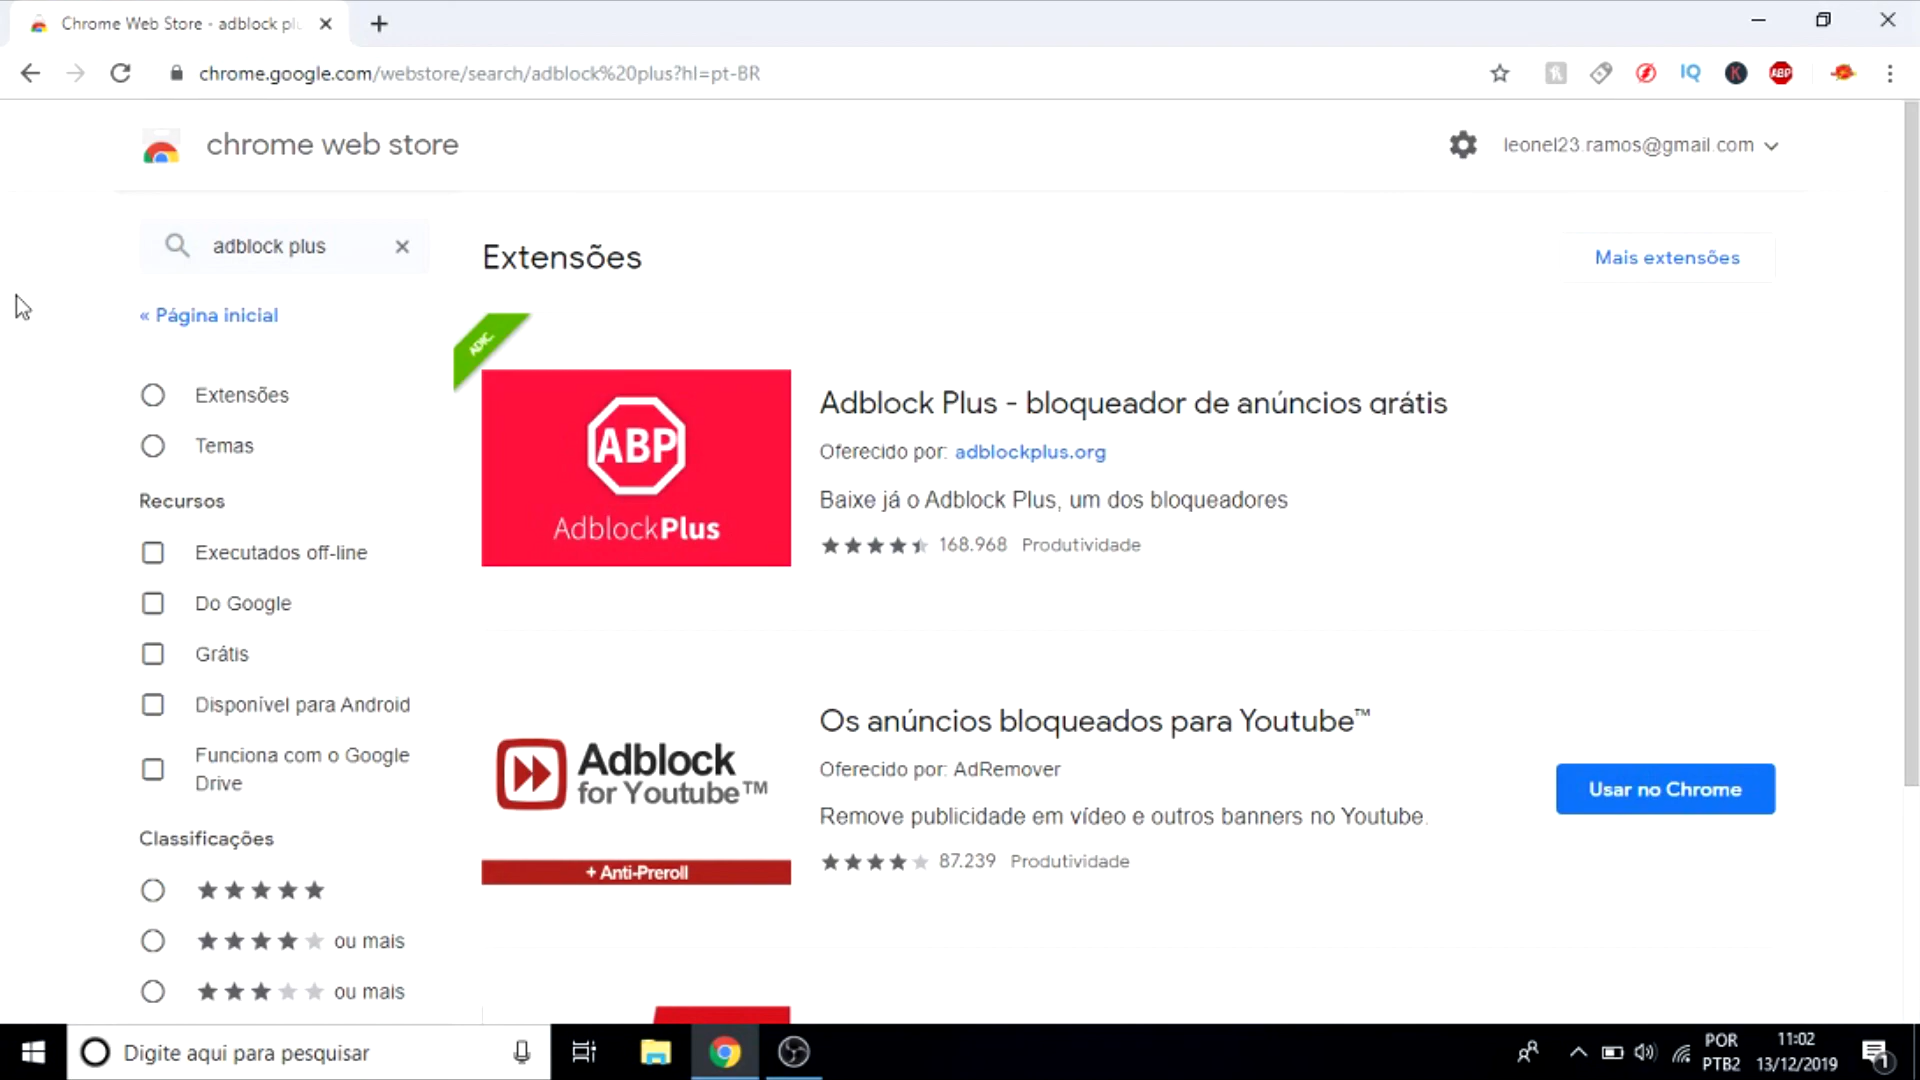 Chrome Web Store - adblock pl
chrome.google.com/webstore/search/adblock%20plus?hl=pt-BR
IQ
K
ABP
chrome web store
leonel23.ramos@gmail.com
adblock plus
« Página inicial
Extensões
Temas
Recursos
Executados off-line
Do Google
Grátis
Disponível para Android
Funciona com o Google
Drive
Classificações
ou mais
ou mais
Extensões
Mais extensões
ADIC.
ABP
AdblockPlus
Adblock Plus - bloqueador de anúncios grátis
Oferecido por: adblockplus.org
Baixe já o Adblock Plus, um dos bloqueadores
168.968 Produtividade
Adblock
for Youtube™
+ Anti-Preroll
Os anúncios bloqueados para Youtube™
Oferecido por: AdRemover
Remove publicidade em vídeo e outros banners no Youtube.
87.239 Produtividade
Usar no Chrome
Digite aqui para pesquisar
POR
PTB2
11:02
13/12/2019
1